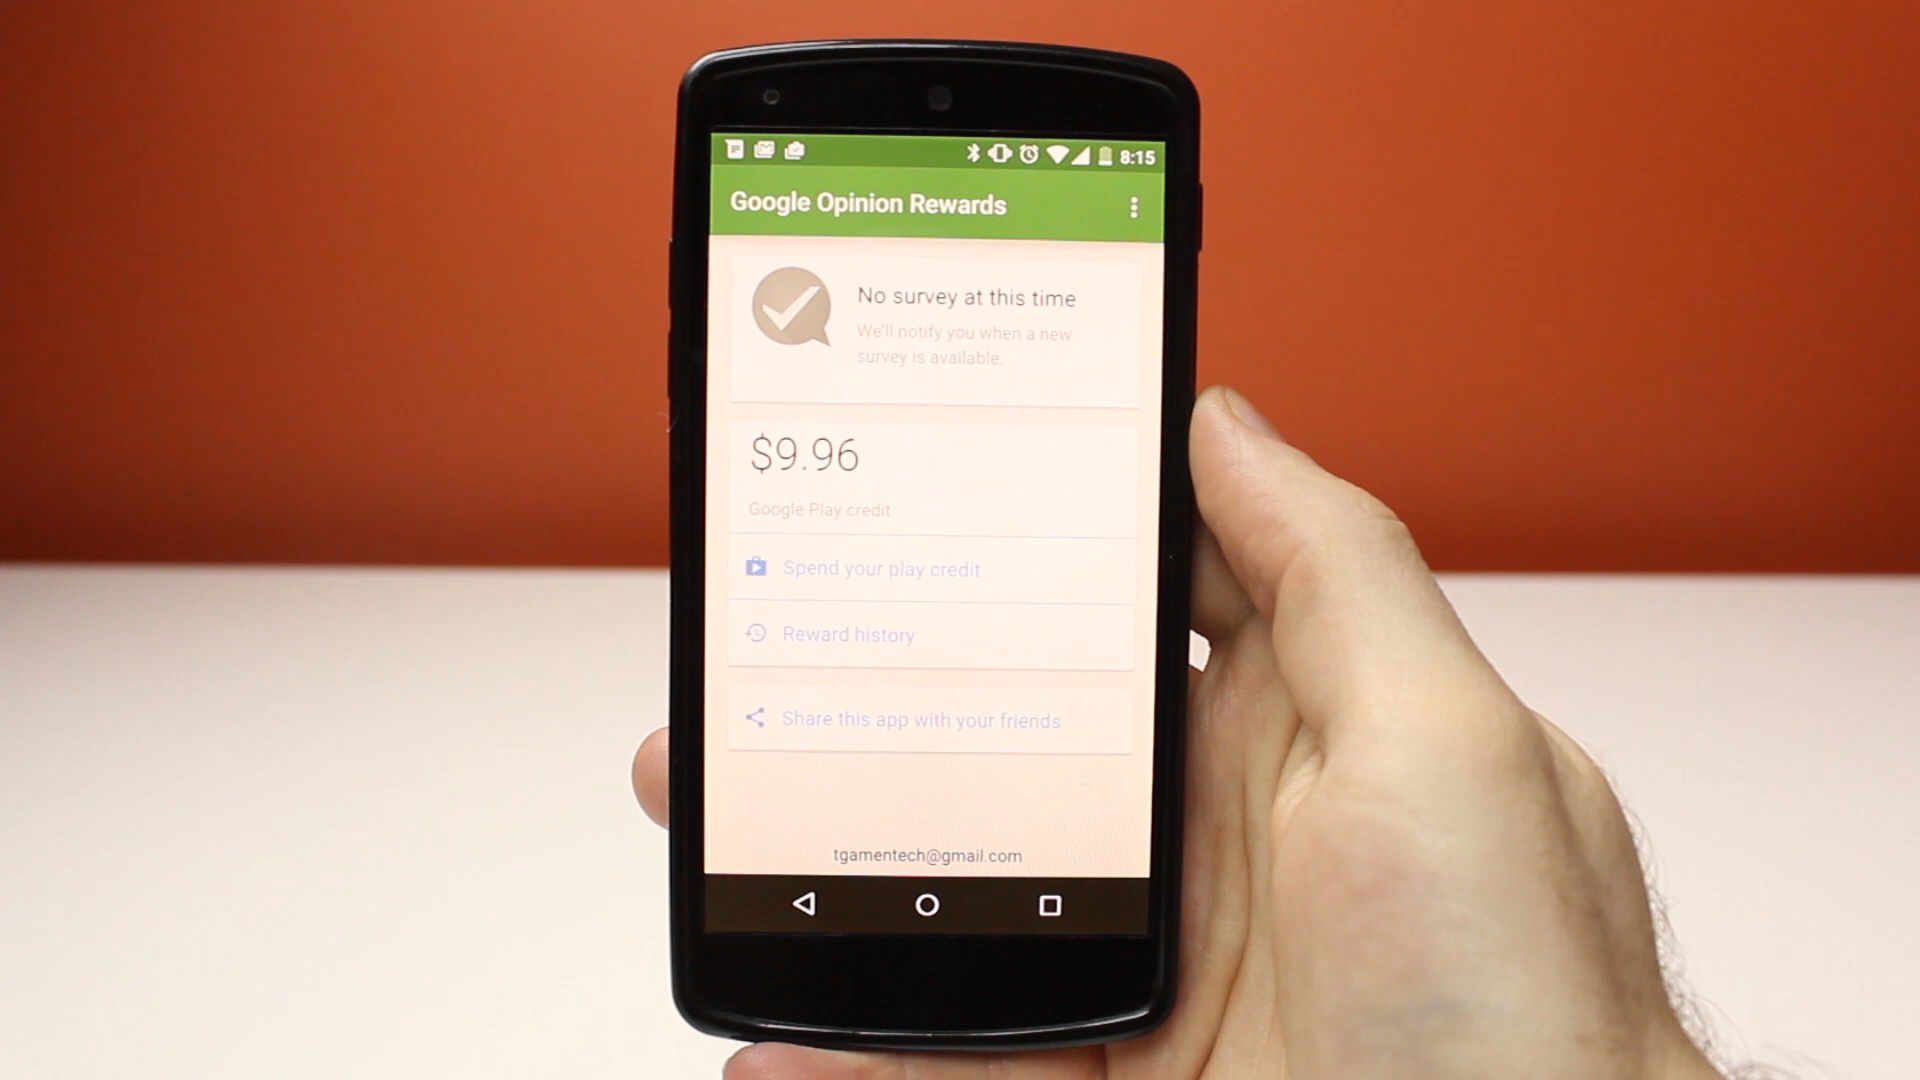 8:15
Google Opinion Rewards
No survey at this time
We'll notify you when a new
survey is available.
$9.96
Google Play credit
Spend your play credit
Reward history
Share this app with your friends
tgamentech@gmail.com